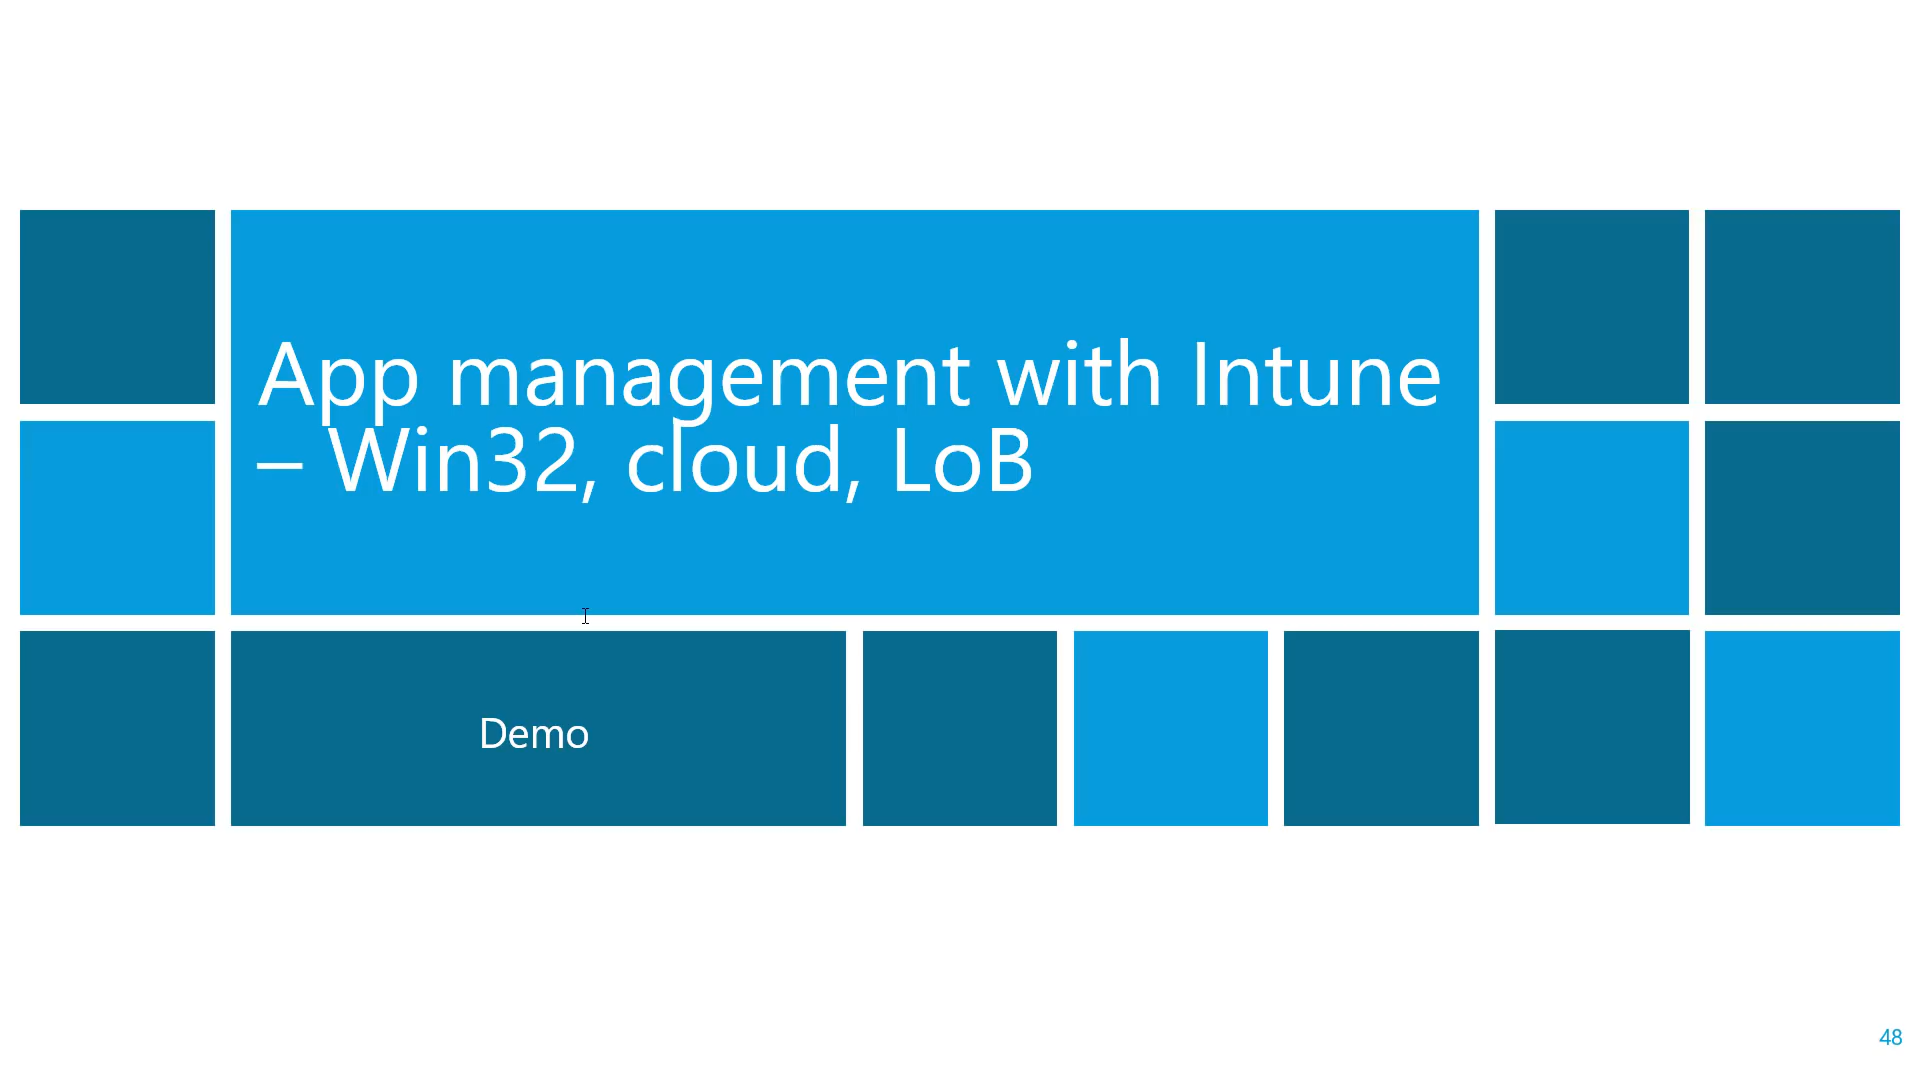 App management with Intune
– Win32, cloud, LoB
Demo
48